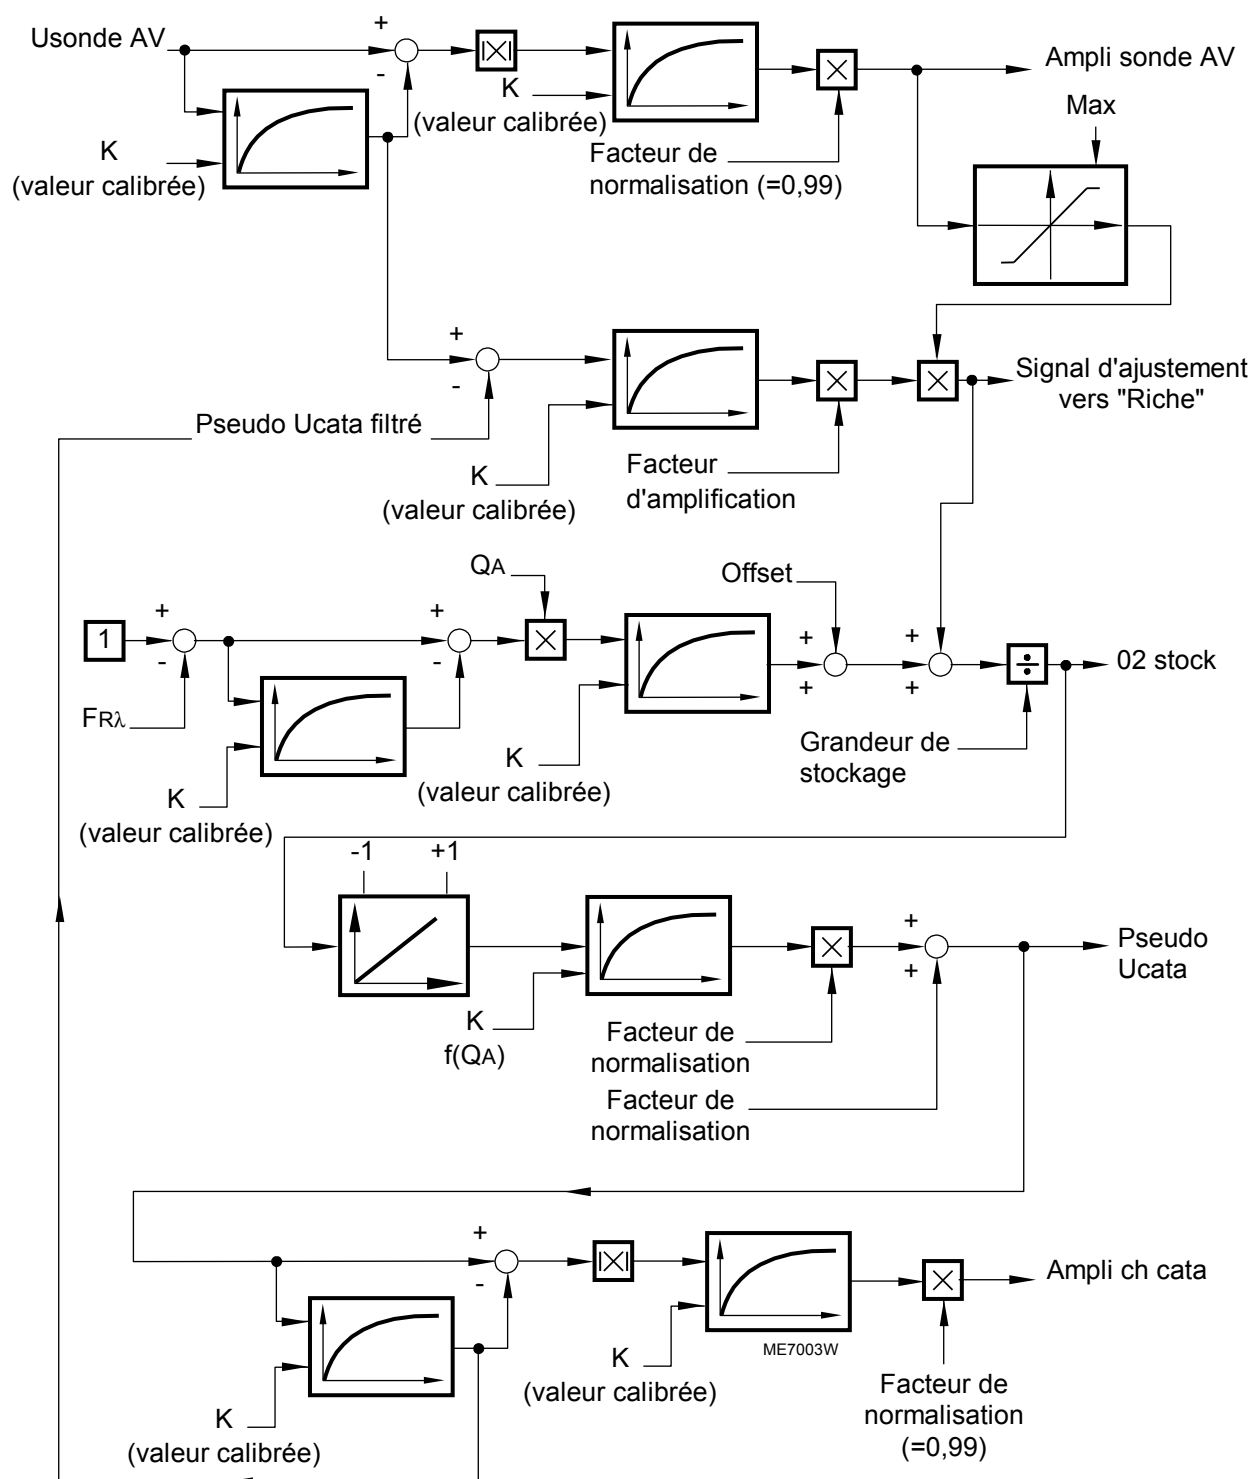 Usonde AV
+
-
K
(valeur calibrée)
|X|
K
(valeur calibrée)
Facteur de
normalisation (=0,99)
×
Ampli sonde AV
Max
+
-
Pseudo Ucata filtré
K
(valeur calibrée)
Facteur
d'amplification
×
×
Signal d'ajustement
vers "Riche"
1
+
-
FRλ
K
(valeur calibrée)
+
-
QA
×
K
(valeur calibrée)
Offset
+
+
+
+
÷
Grandeur de
stockage
02 stock
-1
+1
K
f(QA)
×
Facteur de
normalisation
Facteur de
normalisation
+
+
Pseudo
Ucata
+
-
K
(valeur calibrée)
|X|
K
(valeur calibrée)
ME7003W
×
Ampli ch cata
Facteur de
normalisation
(=0,99)